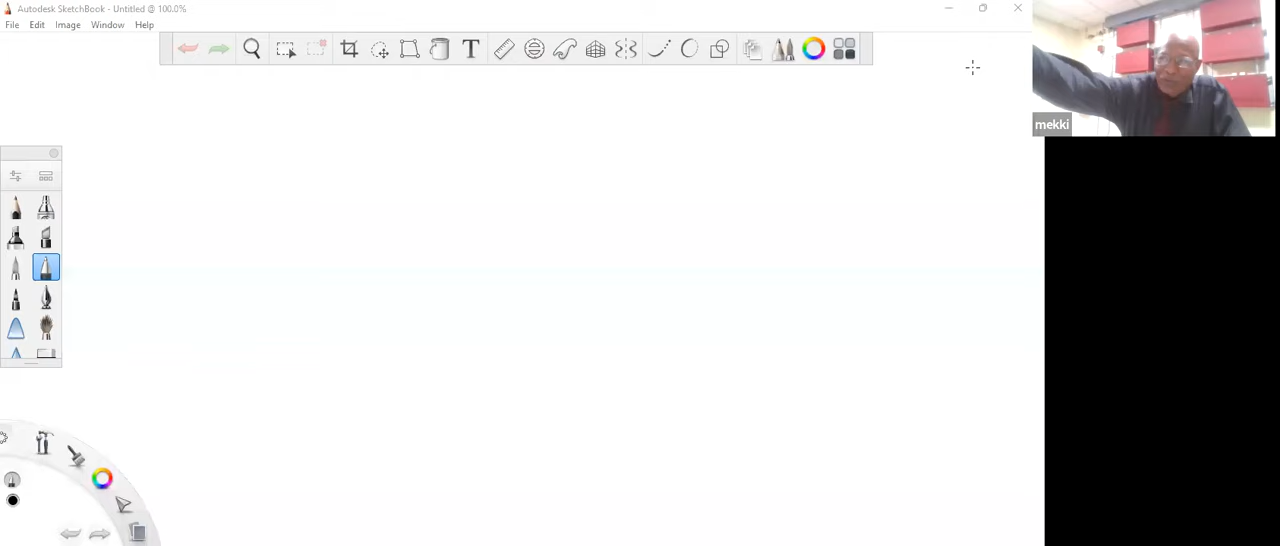 Autodesk SketchBook - Untitled @ 100.0%
File Edit Image Window Help
T
mekki